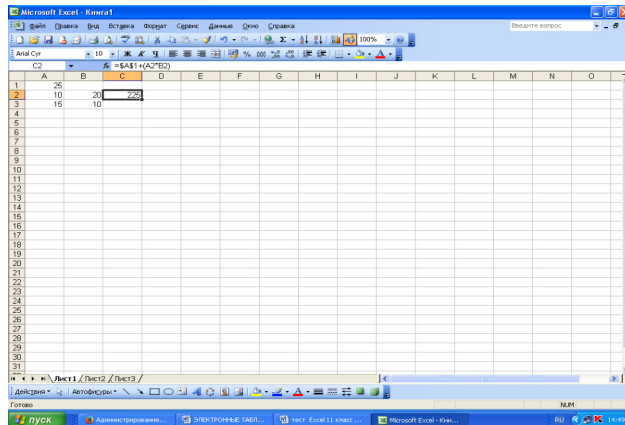 Microsoft Excel - Книга1
Файл Правка Вид Вставка Формат Сервис Данные Окно Справка Введите вопрос
100%
Arial Cyr 10 Ж К Ч % 000
C2 fx =$A$1+(A2*B2)
A B C D E F G H I J K L M N O
1 25
2 10 20 225
3 15 10
4
5
6
7
8
9
10
11
12
13
14
15
16
17
18
19
20
21
22
23
24
25
26
27
28
29
30
31
Лист1 / Лист2 / Лист3 /
Действия Автофигуры
Готово NUM
пуск Администрирование... ЭЛЕКТРОННЫЕ ТАБЛ... тест Excel 11 класс ... Microsoft Excel - Кни... RU 14:49